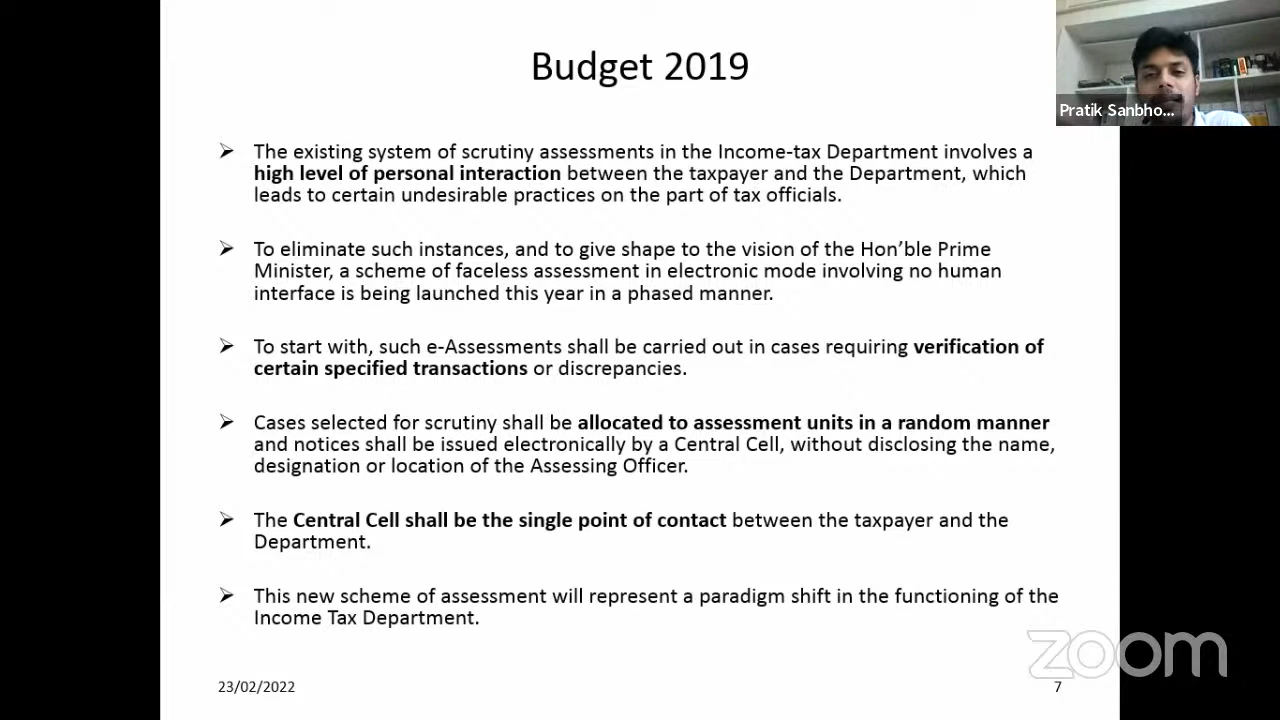 Budget 2019
Pratik Sanbho...
➢ The existing system of scrutiny assessments in the Income-tax Department involves a
high level of personal interaction between the taxpayer and the Department, which
leads to certain undesirable practices on the part of tax officials.
➢ To eliminate such instances, and to give shape to the vision of the Hon’ble Prime
Minister, a scheme of faceless assessment in electronic mode involving no human
interface is being launched this year in a phased manner.
➢ To start with, such e-Assessments shall be carried out in cases requiring verification of
certain specified transactions or discrepancies.
➢ Cases selected for scrutiny shall be allocated to assessment units in a random manner
and notices shall be issued electronically by a Central Cell, without disclosing the name,
designation or location of the Assessing Officer.
➢ The Central Cell shall be the single point of contact between the taxpayer and the
Department.
➢ This new scheme of assessment will represent a paradigm shift in the functioning of the
Income Tax Department.
zoom
23/02/2022
7